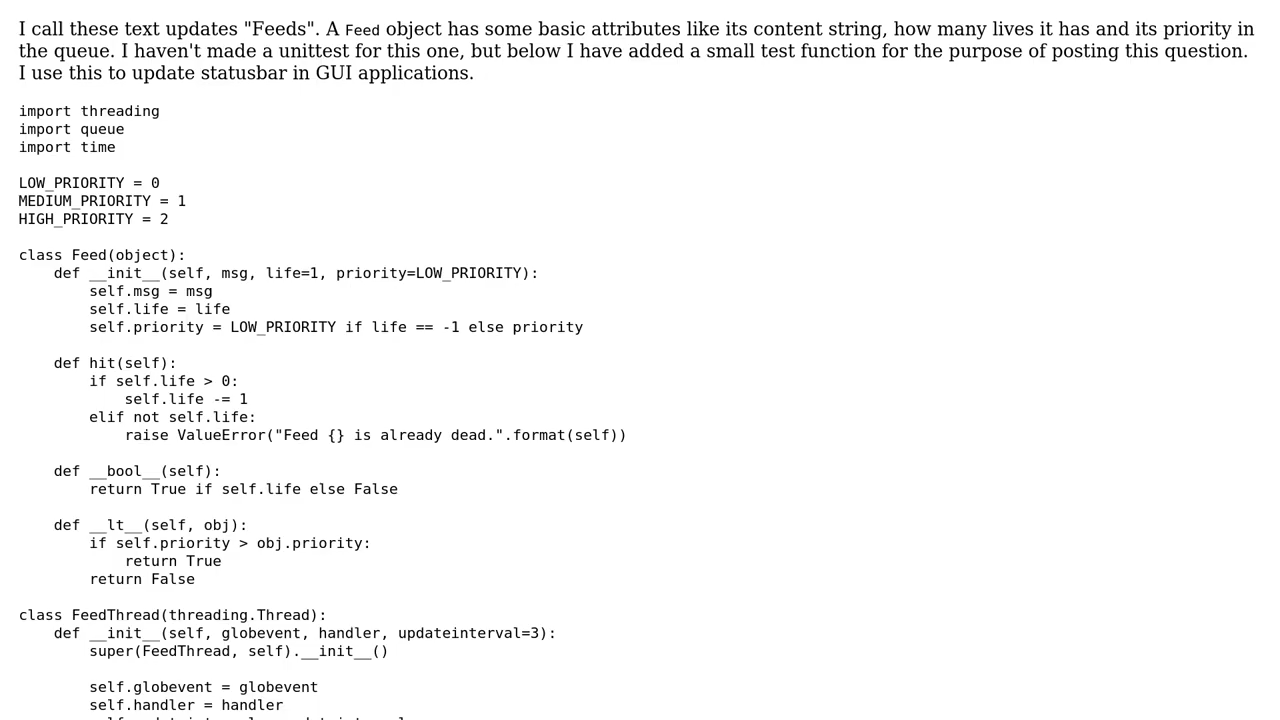 I call these text updates "Feeds". A Feed object has some basic attributes like its content string, how many lives it has and its priority in
the queue. I haven't made a unittest for this one, but below I have added a small test function for the purpose of posting this question.
I use this to update statusbar in GUI applications.

import threading
import queue
import time

LOW_PRIORITY = 0
MEDIUM_PRIORITY = 1
HIGH_PRIORITY = 2

class Feed(object):
    def __init__(self, msg, life=1, priority=LOW_PRIORITY):
        self.msg = msg
        self.life = life
        self.priority = LOW_PRIORITY if life == -1 else priority

    def hit(self):
        if self.life > 0:
            self.life -= 1
        elif not self.life:
            raise ValueError("Feed {} is already dead.".format(self))

    def __bool__(self):
        return True if self.life else False

    def __lt__(self, obj):
        if self.priority > obj.priority:
            return True
        return False

class FeedThread(threading.Thread):
    def __init__(self, globevent, handler, updateinterval=3):
        super(FeedThread, self).__init__()

        self.globevent = globevent
        self.handler = handler